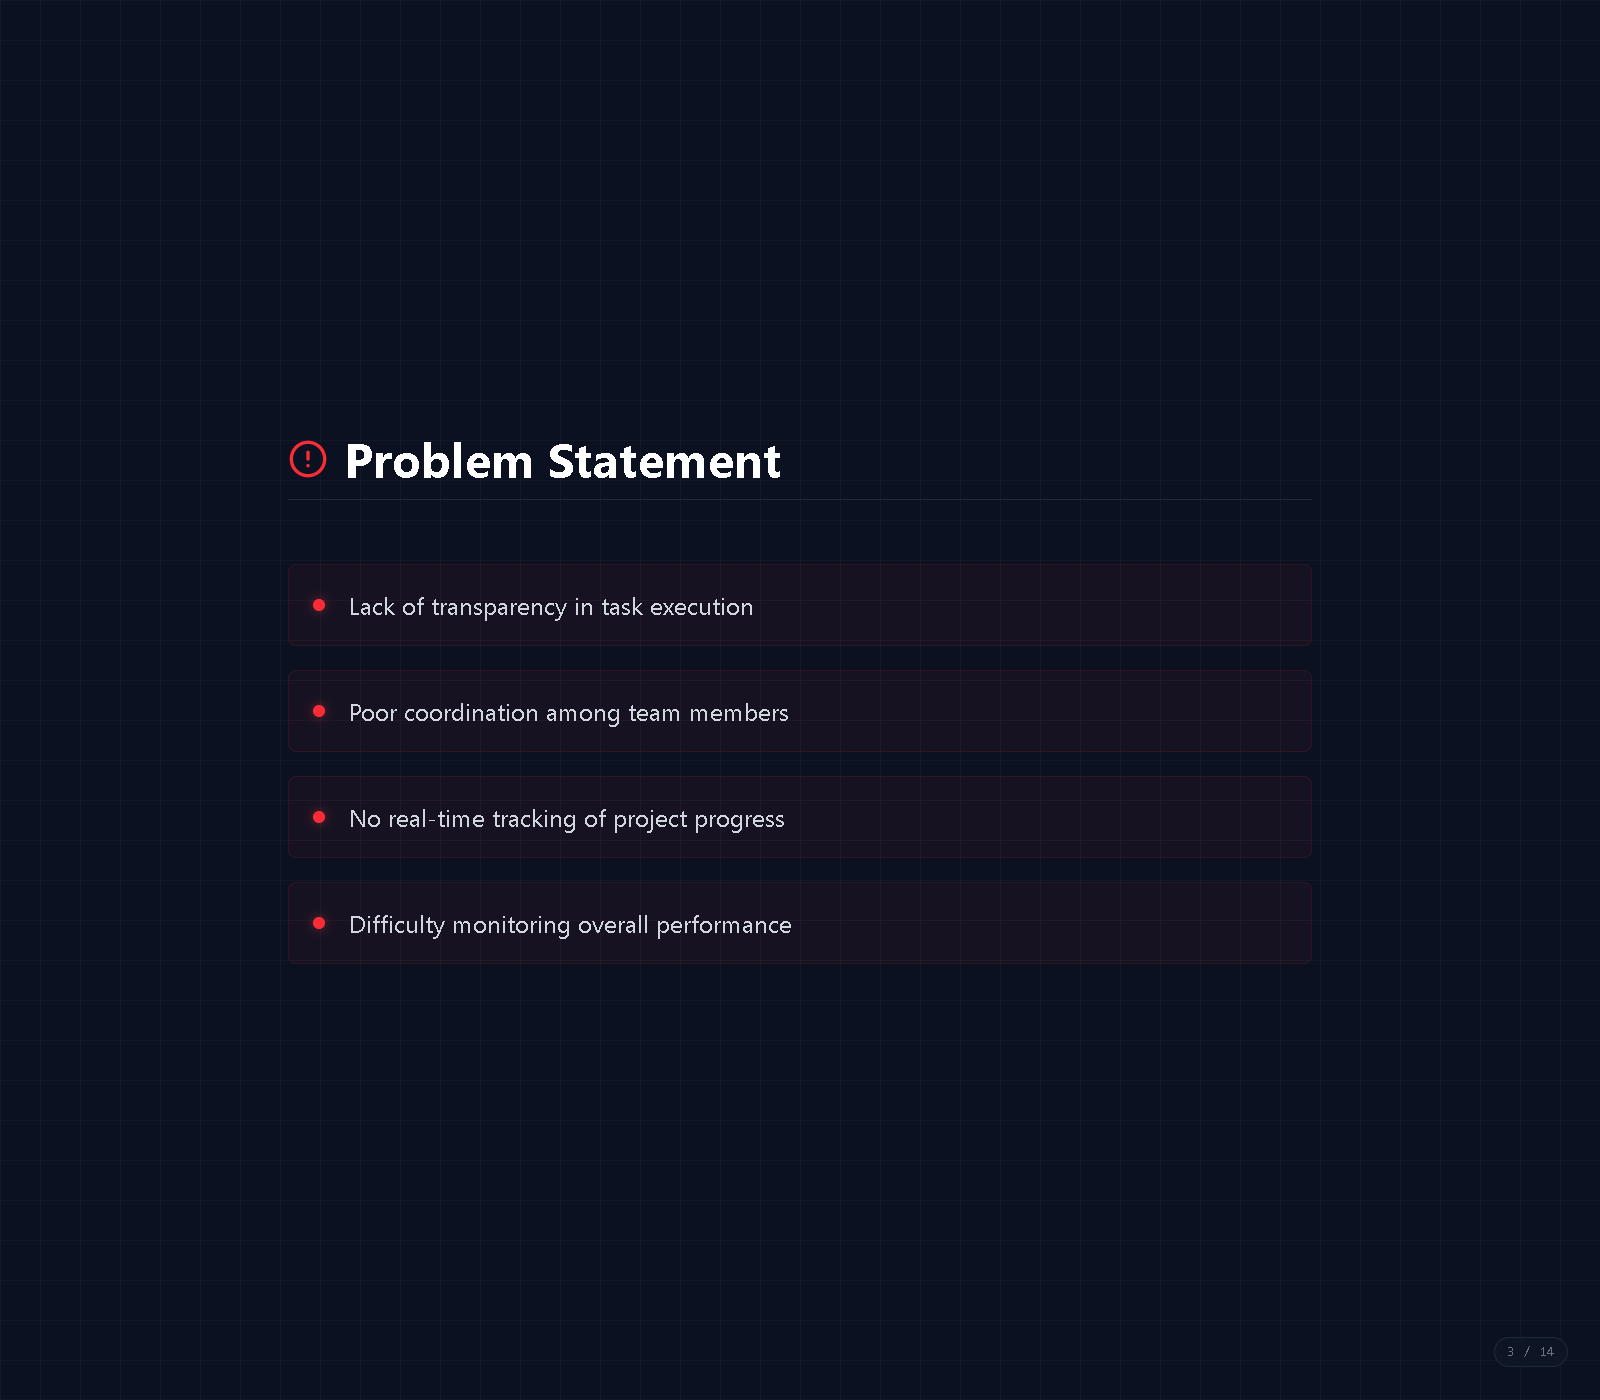 Problem Statement
Lack of transparency in task execution
Poor coordination among team members
No real-time tracking of project progress
Difficulty monitoring overall performance
3 / 14